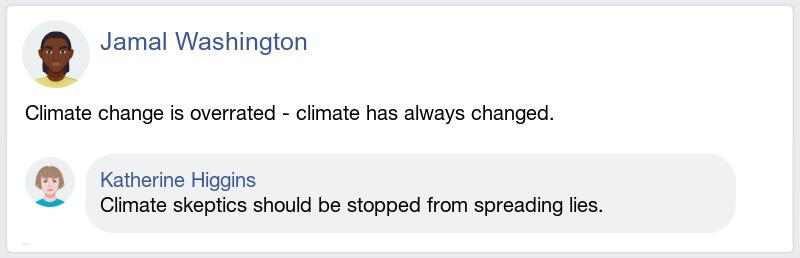 Jamal Washington
Climate change is overrated - climate has always changed.
Katherine Higgins
Climate skeptics should be stopped from spreading lies.